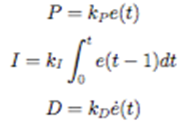 P = k_P e(t)
I = k_I ∫_0^t e(t − 1)dt
D = k_D ė(t)